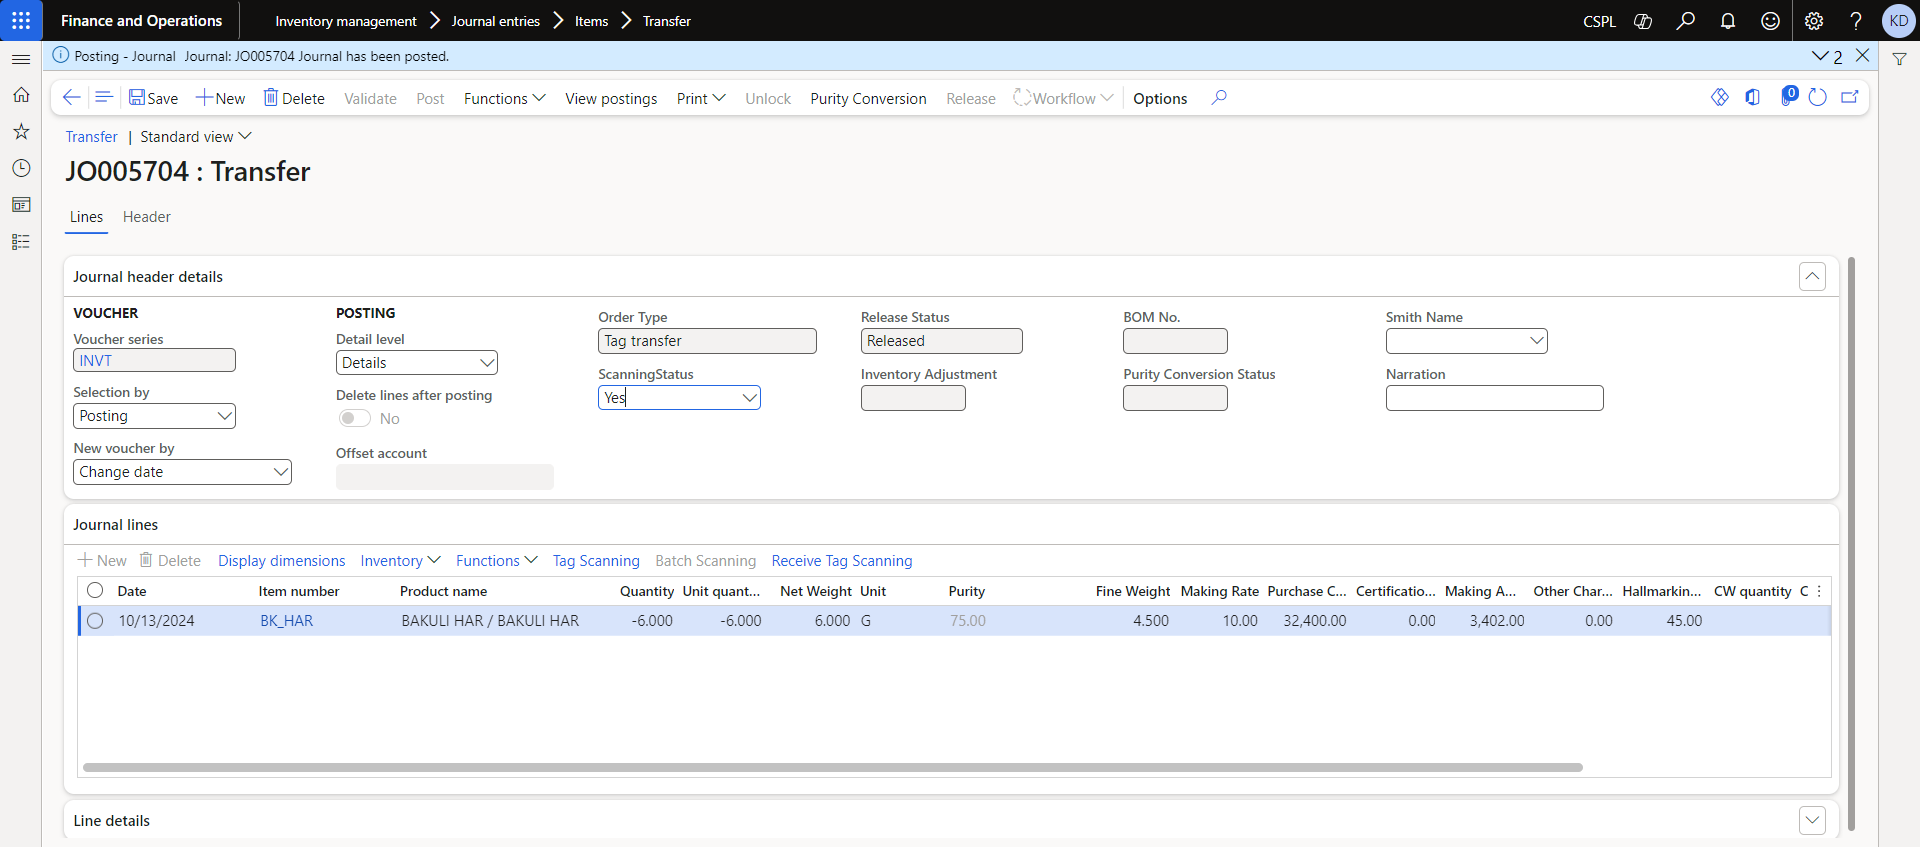 Finance and Operations
Inventory management > Journal entries > Items > Transfer
CSPL
KD
Posting - Journal Journal: JO005704 Journal has been posted.
2
Save New Delete Validate Post Functions View postings Print Unlock Purity Conversion Release Workflow Options
0
Transfer | Standard view
JO005704 : Transfer
Lines Header
Journal header details
VOUCHER
Voucher series
INVT
Selection by
Posting
New voucher by
Change date
POSTING
Detail level
Details
Delete lines after posting
No
Offset account
Order Type
Tag transfer
ScanningStatus
Yes
Release Status
Released
Inventory Adjustment
BOM No.
Purity Conversion Status
Smith Name
Narration
Journal lines
New Delete Display dimensions Inventory Functions Tag Scanning Batch Scanning Receive Tag Scanning
Date Item number Product name Quantity Unit quant... Net Weight Unit Purity Fine Weight Making Rate Purchase C... Certificatio... Making A... Other Char... Hallmarkin... CW quantity C
10/13/2024 BK_HAR BAKULI HAR / BAKULI HAR -6.000 -6.000 6.000 G 75.00 4.500 10.00 32,400.00 0.00 3,402.00 0.00 45.00
Line details